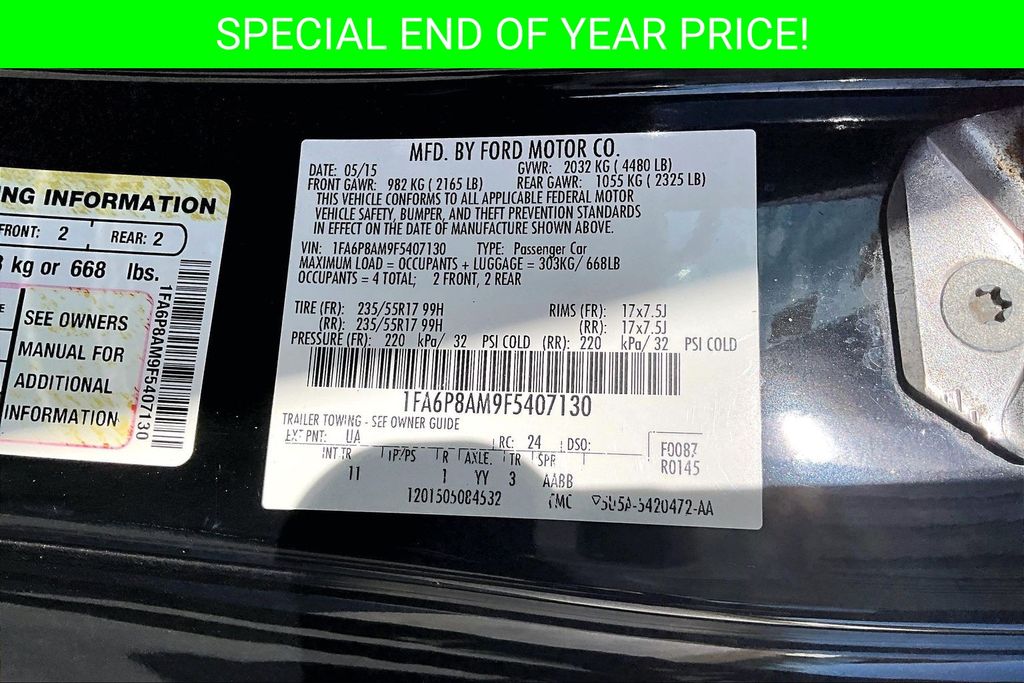 SPECIAL END OF YEAR PRICE!
NG INFORMATION
FRONT: 2 REAR: 2
kg or 668 lbs.
SEE OWNERS
MANUAL FOR
ADDITIONAL
INFORMATION
1FA6P8AM9F5407130
MFD. BY FORD MOTOR CO.
DATE: 05/15 GVWR: 2032 KG ( 4480 LB)
FRONT GAWR: 982 KG ( 2165 LB) REAR GAWR: 1055 KG ( 2325 LB)
THIS VEHICLE CONFORMS TO ALL APPLICABLE FEDERAL MOTOR
VEHICLE SAFETY, BUMPER, AND THEFT PREVENTION STANDARDS
IN EFFECT ON THE DATE OF MANUFACTURE SHOWN ABOVE.
VIN: 1FA6P8AM9F5407130 TYPE: Passenger Car
MAXIMUM LOAD = OCCUPANTS + LUGGAGE = 303KG/ 668LB
OCCUPANTS = 4 TOTAL; 2 FRONT, 2 REAR
TIRE (FR): 235/55R17 99H RIMS (FR): 17x7.5J
(RR): 235/55R17 99H (RR): 17x7.5J
PRESSURE (FR): 220 kPa/ 32 PSI COLD (RR): 220 kPa/ 32 PSI COLD
1FA6P8AM9F5407130
TRAILER TOWING - SEE OWNER GUIDE
EXT PNT: UA RC: 24 DSO: F0087
INT TR TP/PS R AXLE TR SPR R0145
11 1 YY 3 AABB
1201505084532 5420472-AA